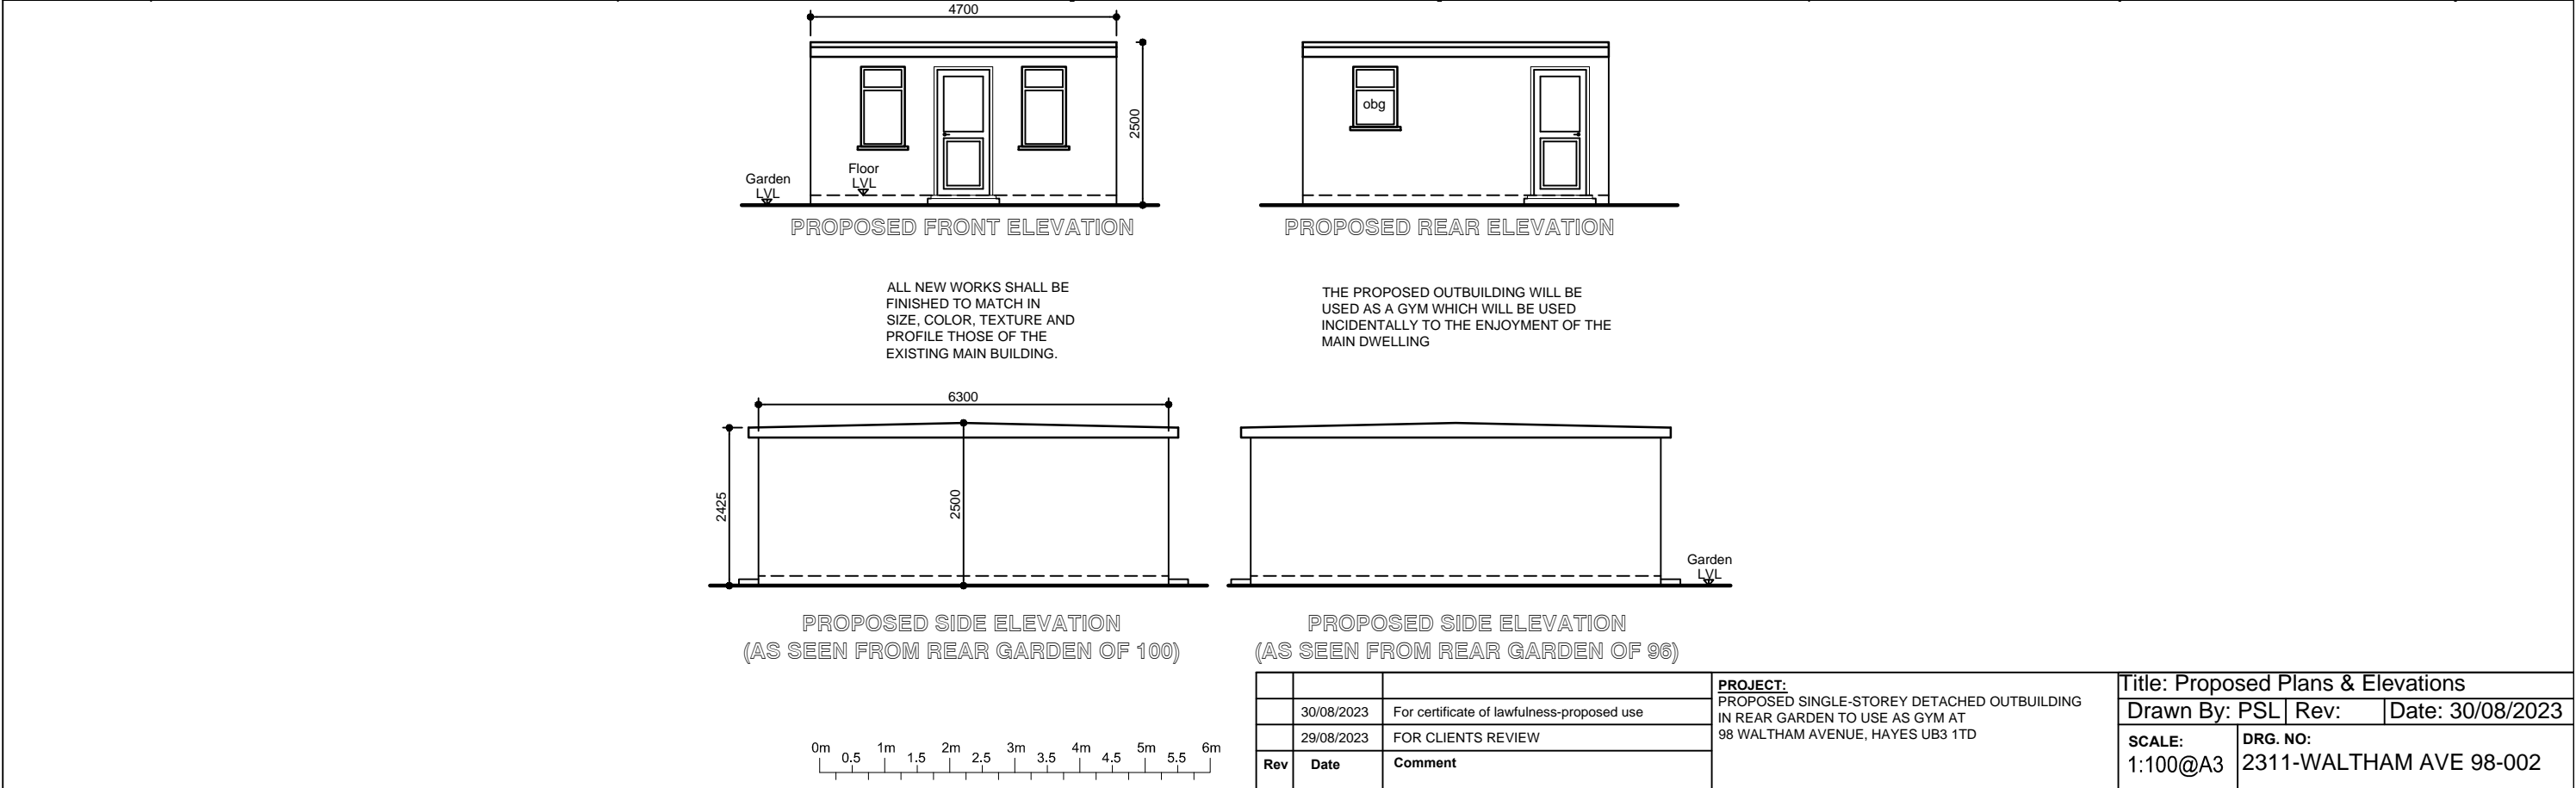 4700
2500
obg
Garden
LVL
Floor
LVL
PROPOSED FRONT ELEVATION
PROPOSED REAR ELEVATION
ALL NEW WORKS SHALL BE
FINISHED TO MATCH IN
SIZE, COLOR, TEXTURE AND
PROFILE THOSE OF THE
EXISTING MAIN BUILDING.
THE PROPOSED OUTBUILDING WILL BE
USED AS A GYM WHICH WILL BE USED
INCIDENTALLY TO THE ENJOYMENT OF THE
MAIN DWELLING
6300
2425
2500
Garden
LVL
PROPOSED SIDE ELEVATION
(AS SEEN FROM REAR GARDEN OF 100)
PROPOSED SIDE ELEVATION
(AS SEEN FROM REAR GARDEN OF 96)
0m 0.5 1m 1.5 2m 2.5 3m 3.5 4m 4.5 5m 5.5 6m
30/08/2023 For certificate of lawfulness-proposed use
29/08/2023 FOR CLIENTS REVIEW
Rev Date Comment
PROJECT:
PROPOSED SINGLE-STOREY DETACHED OUTBUILDING
IN REAR GARDEN TO USE AS GYM AT
98 WALTHAM AVENUE, HAYES UB3 1TD
Title: Proposed Plans & Elevations
Drawn By: PSL Rev: Date: 30/08/2023
SCALE:
1:100@A3
DRG. NO:
2311-WALTHAM AVE 98-002